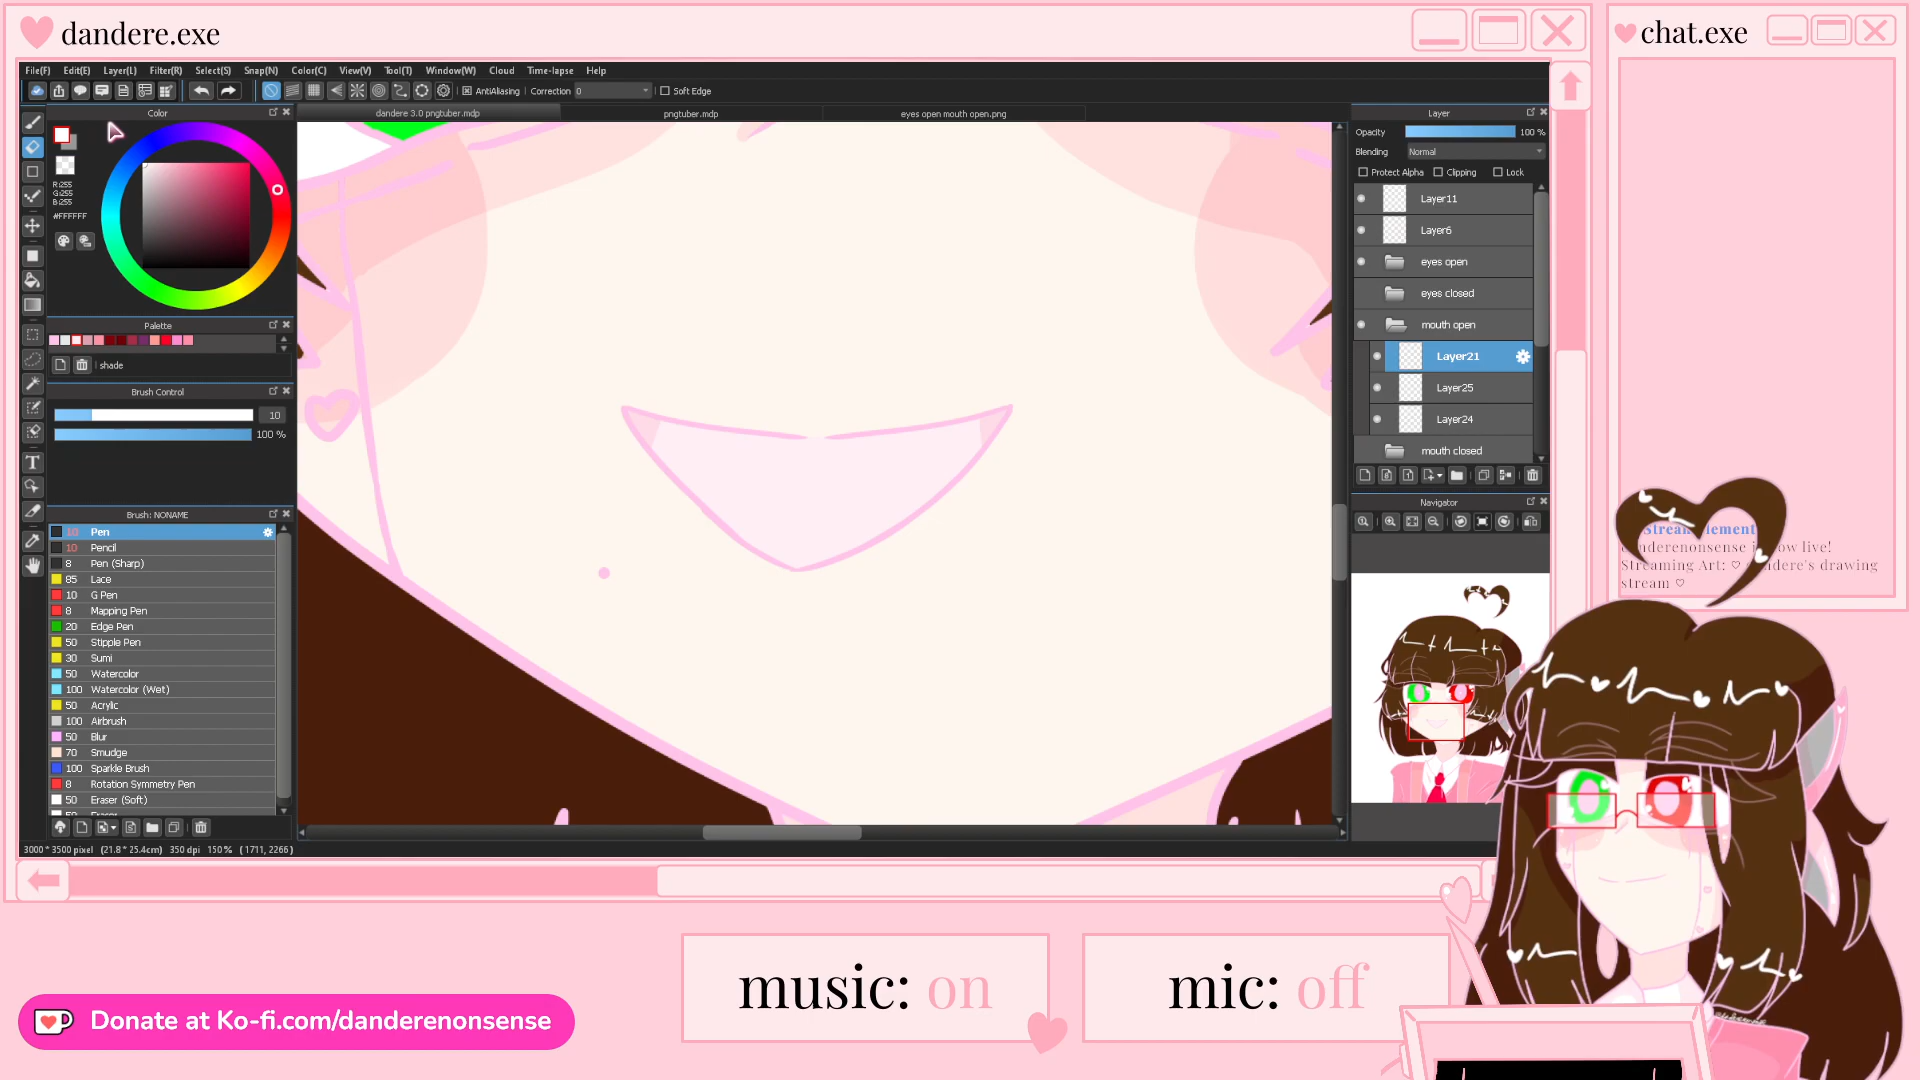 dandere.exe
chat.exe
File(F) Edit(E) Layer(L) Filter(R) Select(S) Snap(N) Color(C) View(V) Tool(T) Window(W) Cloud Time-lapse Help
AntiAliasing Correction 0 Soft Edge
Color
dandere 3.0 pngtuber.mdp
pngtuber.mdp
eyes open mouth open.png
Layer
Opacity 100 %
Blending Normal
Protect Alpha Clipping Lock
R:255
G:255
B:255
#FFFFFF
Layer11
Layer6
eyes open
eyes closed
mouth open
Layer21
Layer25
Layer24
mouth closed
Palette
shade
Brush Control
10
100 %
Brush: NONAME
10 Pen
10 Pencil
8 Pen (Sharp)
85 Lace
10 G Pen
8 Mapping Pen
20 Edge Pen
50 Stipple Pen
30 Sumi
50 Watercolor
100 Watercolor (Wet)
50 Acrylic
100 Airbrush
50 Blur
70 Smudge
100 Sparkle Brush
8 Rotation Symmetry Pen
50 Eraser (Soft)
Navigator
3000 * 3500 pixel (21.8 * 25.4cm) 350 dpi 150 % ( 1711, 2266 )
live!
Streaming Art: ♡ drawing
stream ♡
music: on
mic: off
Donate at Ko-fi.com/danderenonsense